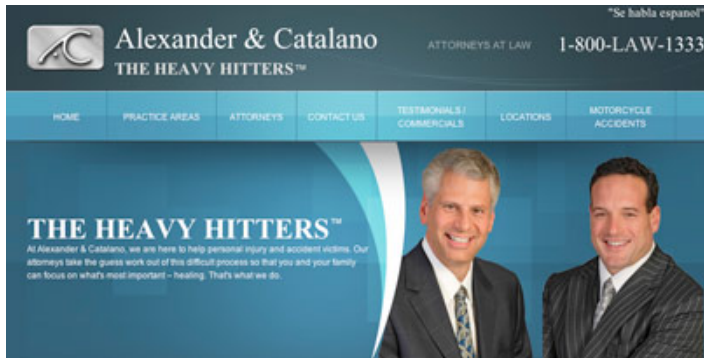 "Se habla espanol"
AC
Alexander & Catalano
ATTORNEYS AT LAW
1-800-LAW-1333
THE HEAVY HITTERS™
HOME
PRACTICE AREAS
ATTORNEYS
CONTACT US
TESTIMONIALS /
COMMERCIALS
LOCATIONS
MOTORCYCLE
ACCIDENTS
THE HEAVY HITTERS™
At Alexander & Catalano, we are here to help personal injury and accident victims. Our
attorneys take the guess work out of this difficult process so that you and your family
can focus on what's most important – healing. That's what we do.